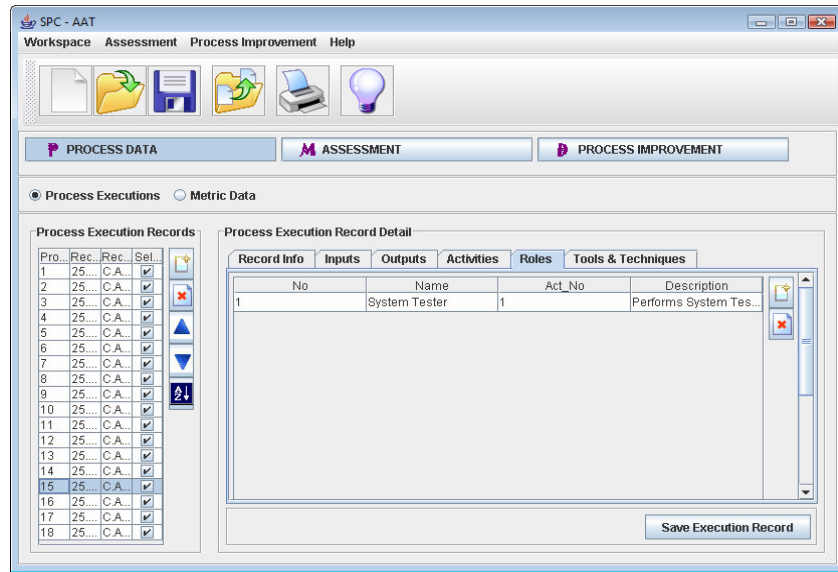 SPC - AAT
Workspace Assessment Process Improvement Help
P PROCESS DATA M ASSESSMENT D PROCESS IMPROVEMENT
Process Executions Metric Data
Process Execution Records
Pro... Rec... Rec... Sel...
1 25.... C.A...
2 25.... C.A...
3 25.... C.A...
4 25.... C.A...
5 25.... C.A...
6 25.... C.A...
7 25.... C.A...
8 25.... C.A...
9 25.... C.A...
10 25.... C.A...
11 25.... C.A...
12 25.... C.A...
13 25.... C.A...
14 25.... C.A...
15 25.... C.A...
16 25.... C.A...
17 25.... C.A...
18 25.... C.A...
A
Z
Process Execution Record Detail
Record Info Inputs Outputs Activities Roles Tools & Techniques
No Name Act_No Description
1 System Tester 1 Performs System Tes...
Save Execution Record